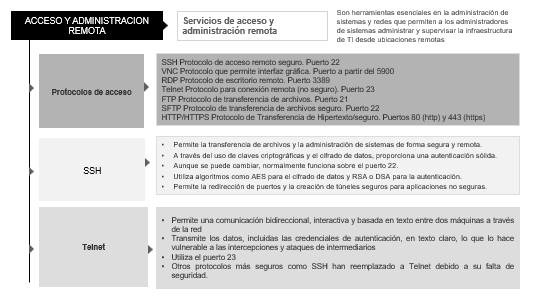 ACCESO Y ADMINISTRACION
REMOTA
Servicios de acceso y
administración remota
Son herramientas esenciales en la administración de
sistemas y redes que permiten a los administradores
de sistemas administrar y supervisar la infraestructura
de TI desde ubicaciones remotas
Protocolos de acceso
SSH Protocolo de acceso remoto seguro. Puerto 22
VNC Protocolo que permite interfaz gráfica. Puerto a partir del 5900
RDP Protocolo de escritorio remoto. Puerto 3389
Telnet Protocolo para conexión remota (no seguro). Puerto 23
FTP Protocolo de transferencia de archivos. Puerto 21
SFTP Protocolo de transferencia de archivos seguro. Puerto 22
HTTP/HTTPS Protocolo de Transferencia de Hipertexto/seguro. Puertos 80 (http) y 443 (https)
SSH
• Permite la transferencia de archivos y la administración de sistemas de forma segura y remota.
• A través del uso de claves criptográficas y el cifrado de datos, proporciona una autenticación sólida.
• Aunque se puede cambiar, normalmente funciona sobre el puerto 22.
• Utiliza algoritmos como AES para el cifrado de datos y RSA o DSA para la autenticación.
• Permite la redirección de puertos y la creación de túneles seguros para aplicaciones no seguras.
Telnet
• Permite una comunicación bidireccional, interactiva y basada en texto entre dos máquinas a través
de la red
• Transmite los datos, incluidas las credenciales de autenticación, en texto claro, lo que lo hace
vulnerable a las intercepciones y ataques de intermediarios
• Utiliza el puerto 23
• Otros protocolos más seguros como SSH han reemplazado a Telnet debido a su falta de
seguridad.